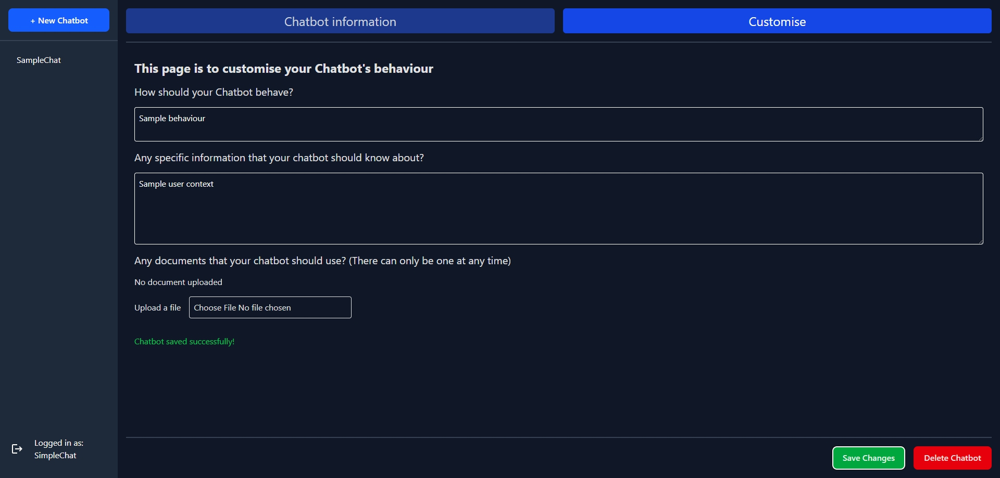 + New Chatbot
SampleChat
Logged in as:
SimpleChat
Chatbot information
Customise
This page is to customise your Chatbot's behaviour
How should your Chatbot behave?
Sample behaviour
Any specific information that your chatbot should know about?
Sample user context
Any documents that your chatbot should use? (There can only be one at any time)
No document uploaded
Upload a file
Choose File No file chosen
Chatbot saved successfully!
Save Changes
Delete Chatbot